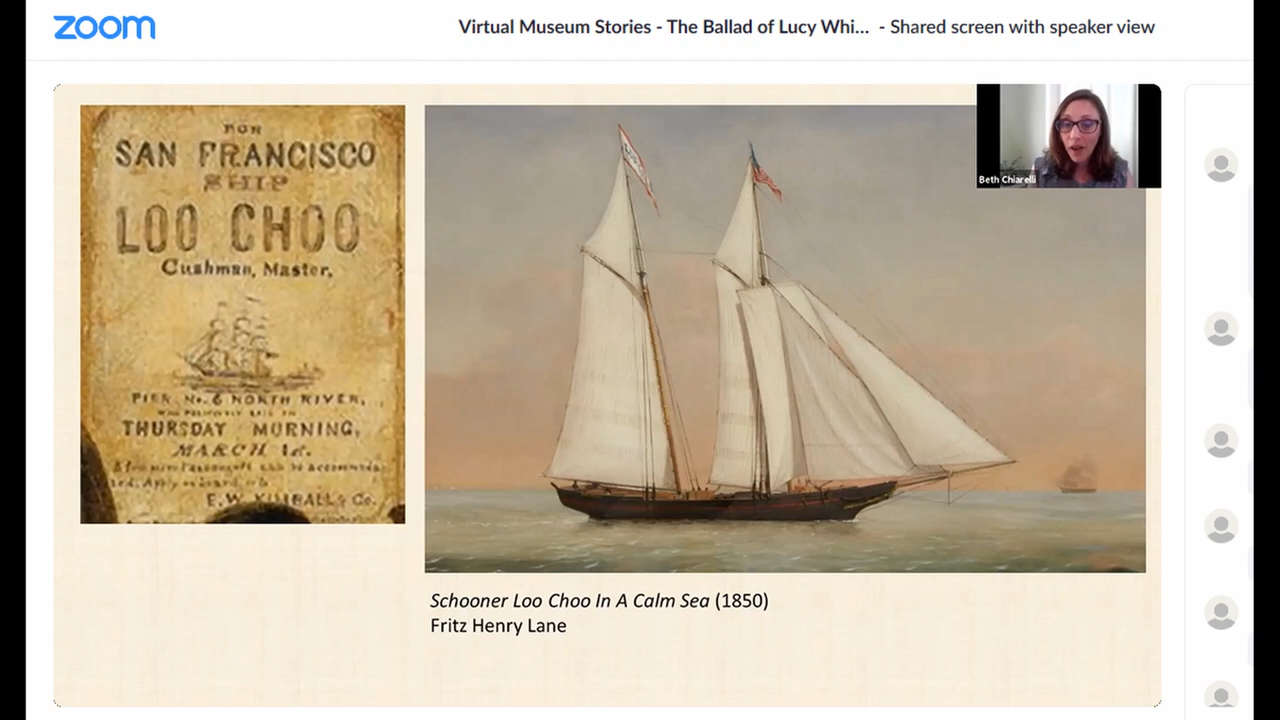 zoom
Virtual Museum Stories - The Ballad of Lucy Whi... - Shared screen with speaker view
FOR
SAN FRANCISCO
SHIP
LOO CHOO
Cushman, Master,
PIER No. 6 NORTH RIVER,
THURSDAY MORNING,
MARCH 1st.
E. W. KIMBALL & Co.
Beth Chiarelli
Schooner Loo Choo In A Calm Sea (1850)
Fritz Henry Lane